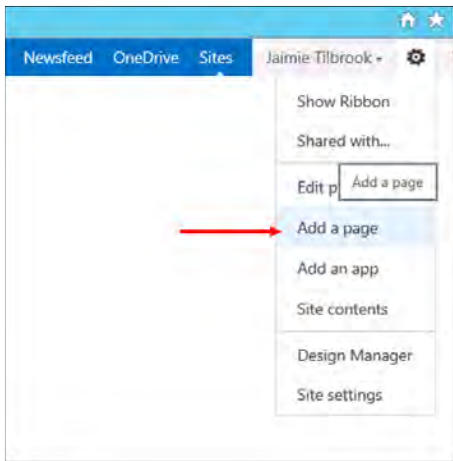 Newsfeed OneDrive Sites Jaimie Tilbrook
Show Ribbon
Shared with...
Edit p
Add a page
Add a page
Add an app
Site contents
Design Manager
Site settings